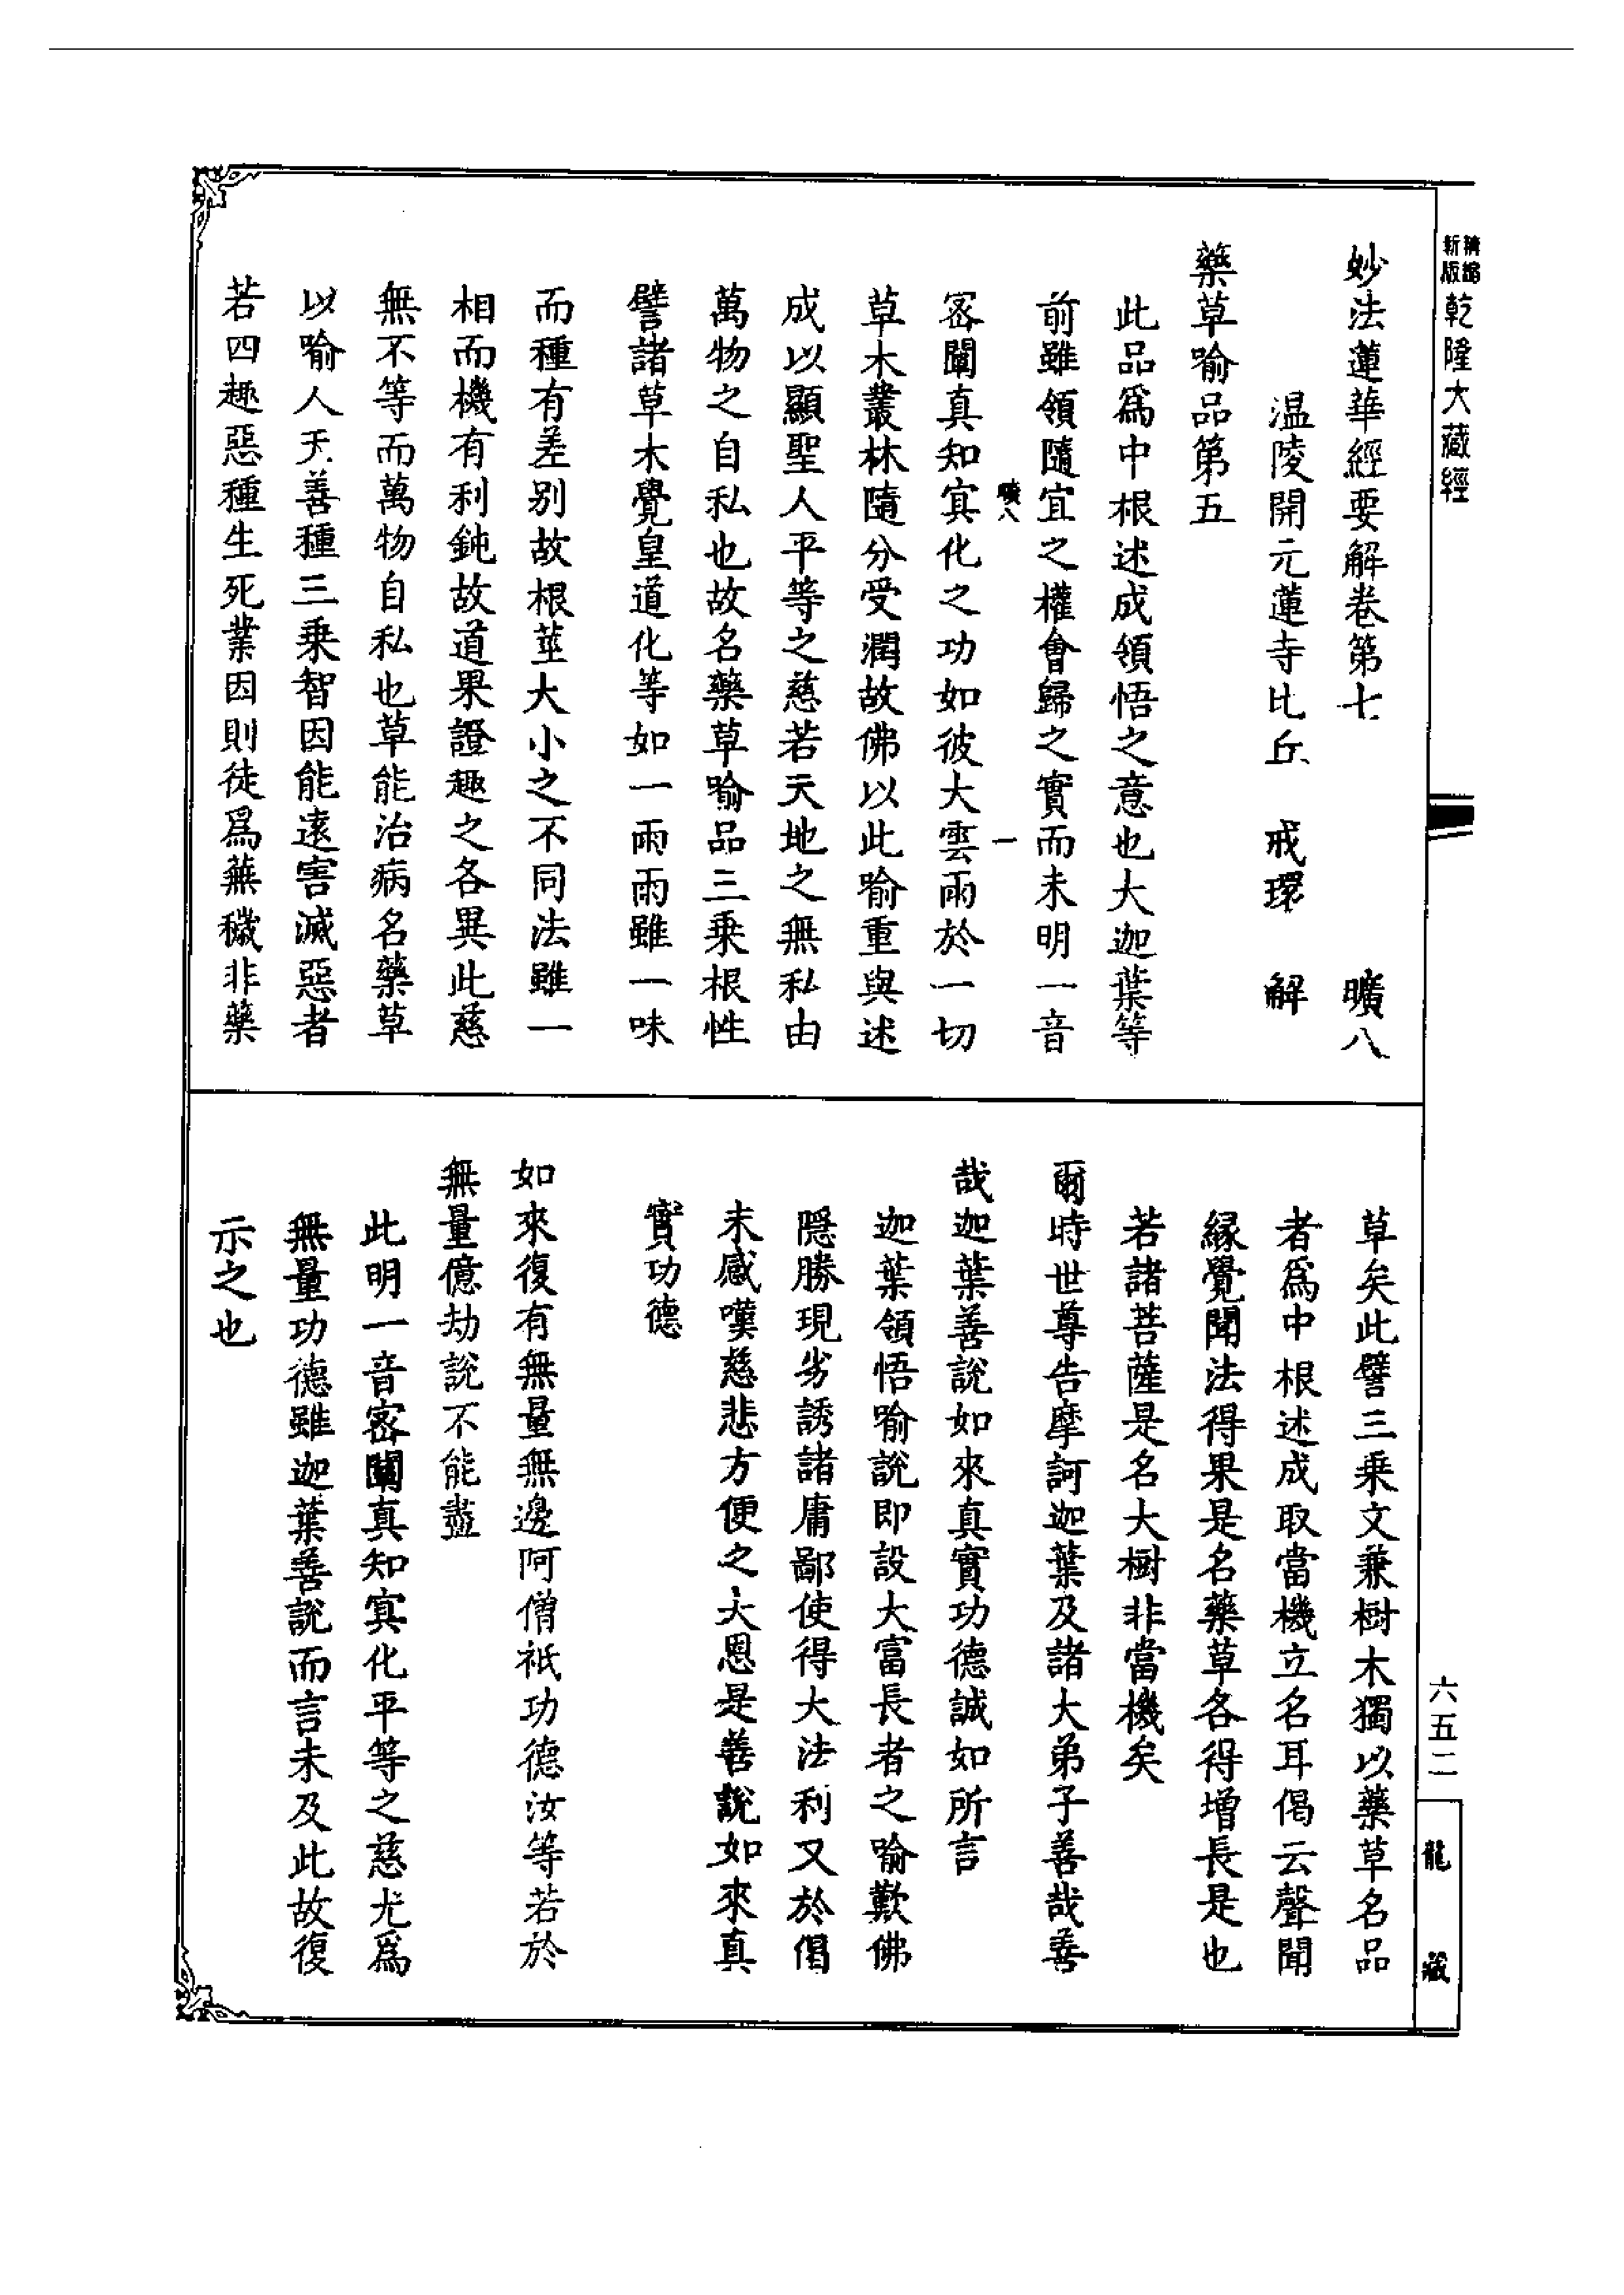 新版精縮乾隆大藏經
妙法蓮華經要解卷第七 曠八
温陵開元蓮寺比丘 戒環 解
藥草喻品第五
此品爲中根述成領悟之意也大迦葉等
前雖領隨宜之權會歸之實而未明一音
曠八 一
宻闡真知㝠化之功如彼大雲雨於一切
草木叢林隨分受潤故佛以此喻重與述
成以顯聖人平等之慈若天地之無私由
萬物之自私也故名藥草喻品三乗根性
譬諸草木覺皇道化等如一雨雨雖一味
而種有差别故根莖大小之不同法雖一
相而機有利鈍故道果證趣之各異此慈
無不等而萬物自私也草能治病名藥草
以喻人天善種三乗智因能遠害滅惡者
若四趣惡種生死業因則徒爲蕪穢非藥
草矣此譬三乗文兼樹木獨以藥草名品
者爲中根述成取當機立名耳偈云聲聞
緣覺聞法得果是名藥草各得增長是也
若諸菩薩是名大樹非當機矣
爾時世尊告摩訶迦葉及諸大弟子善哉善
哉迦葉善說如來真實功德誠如所言
迦葉領悟喻說即設大富長者之喻歎佛
隱勝現劣誘諸庸鄙使得大法利又於偈
末感嘆慈悲方便之大恩是善說如來真
實功德
如來復有無量無邊阿僧祇功德汝等若於
無量億劫說不能盡
此明一音宻闡真知㝠化平等之慈尤爲
無量功德雖迦葉善說而言未及此故復
示之也
六五二
龍藏